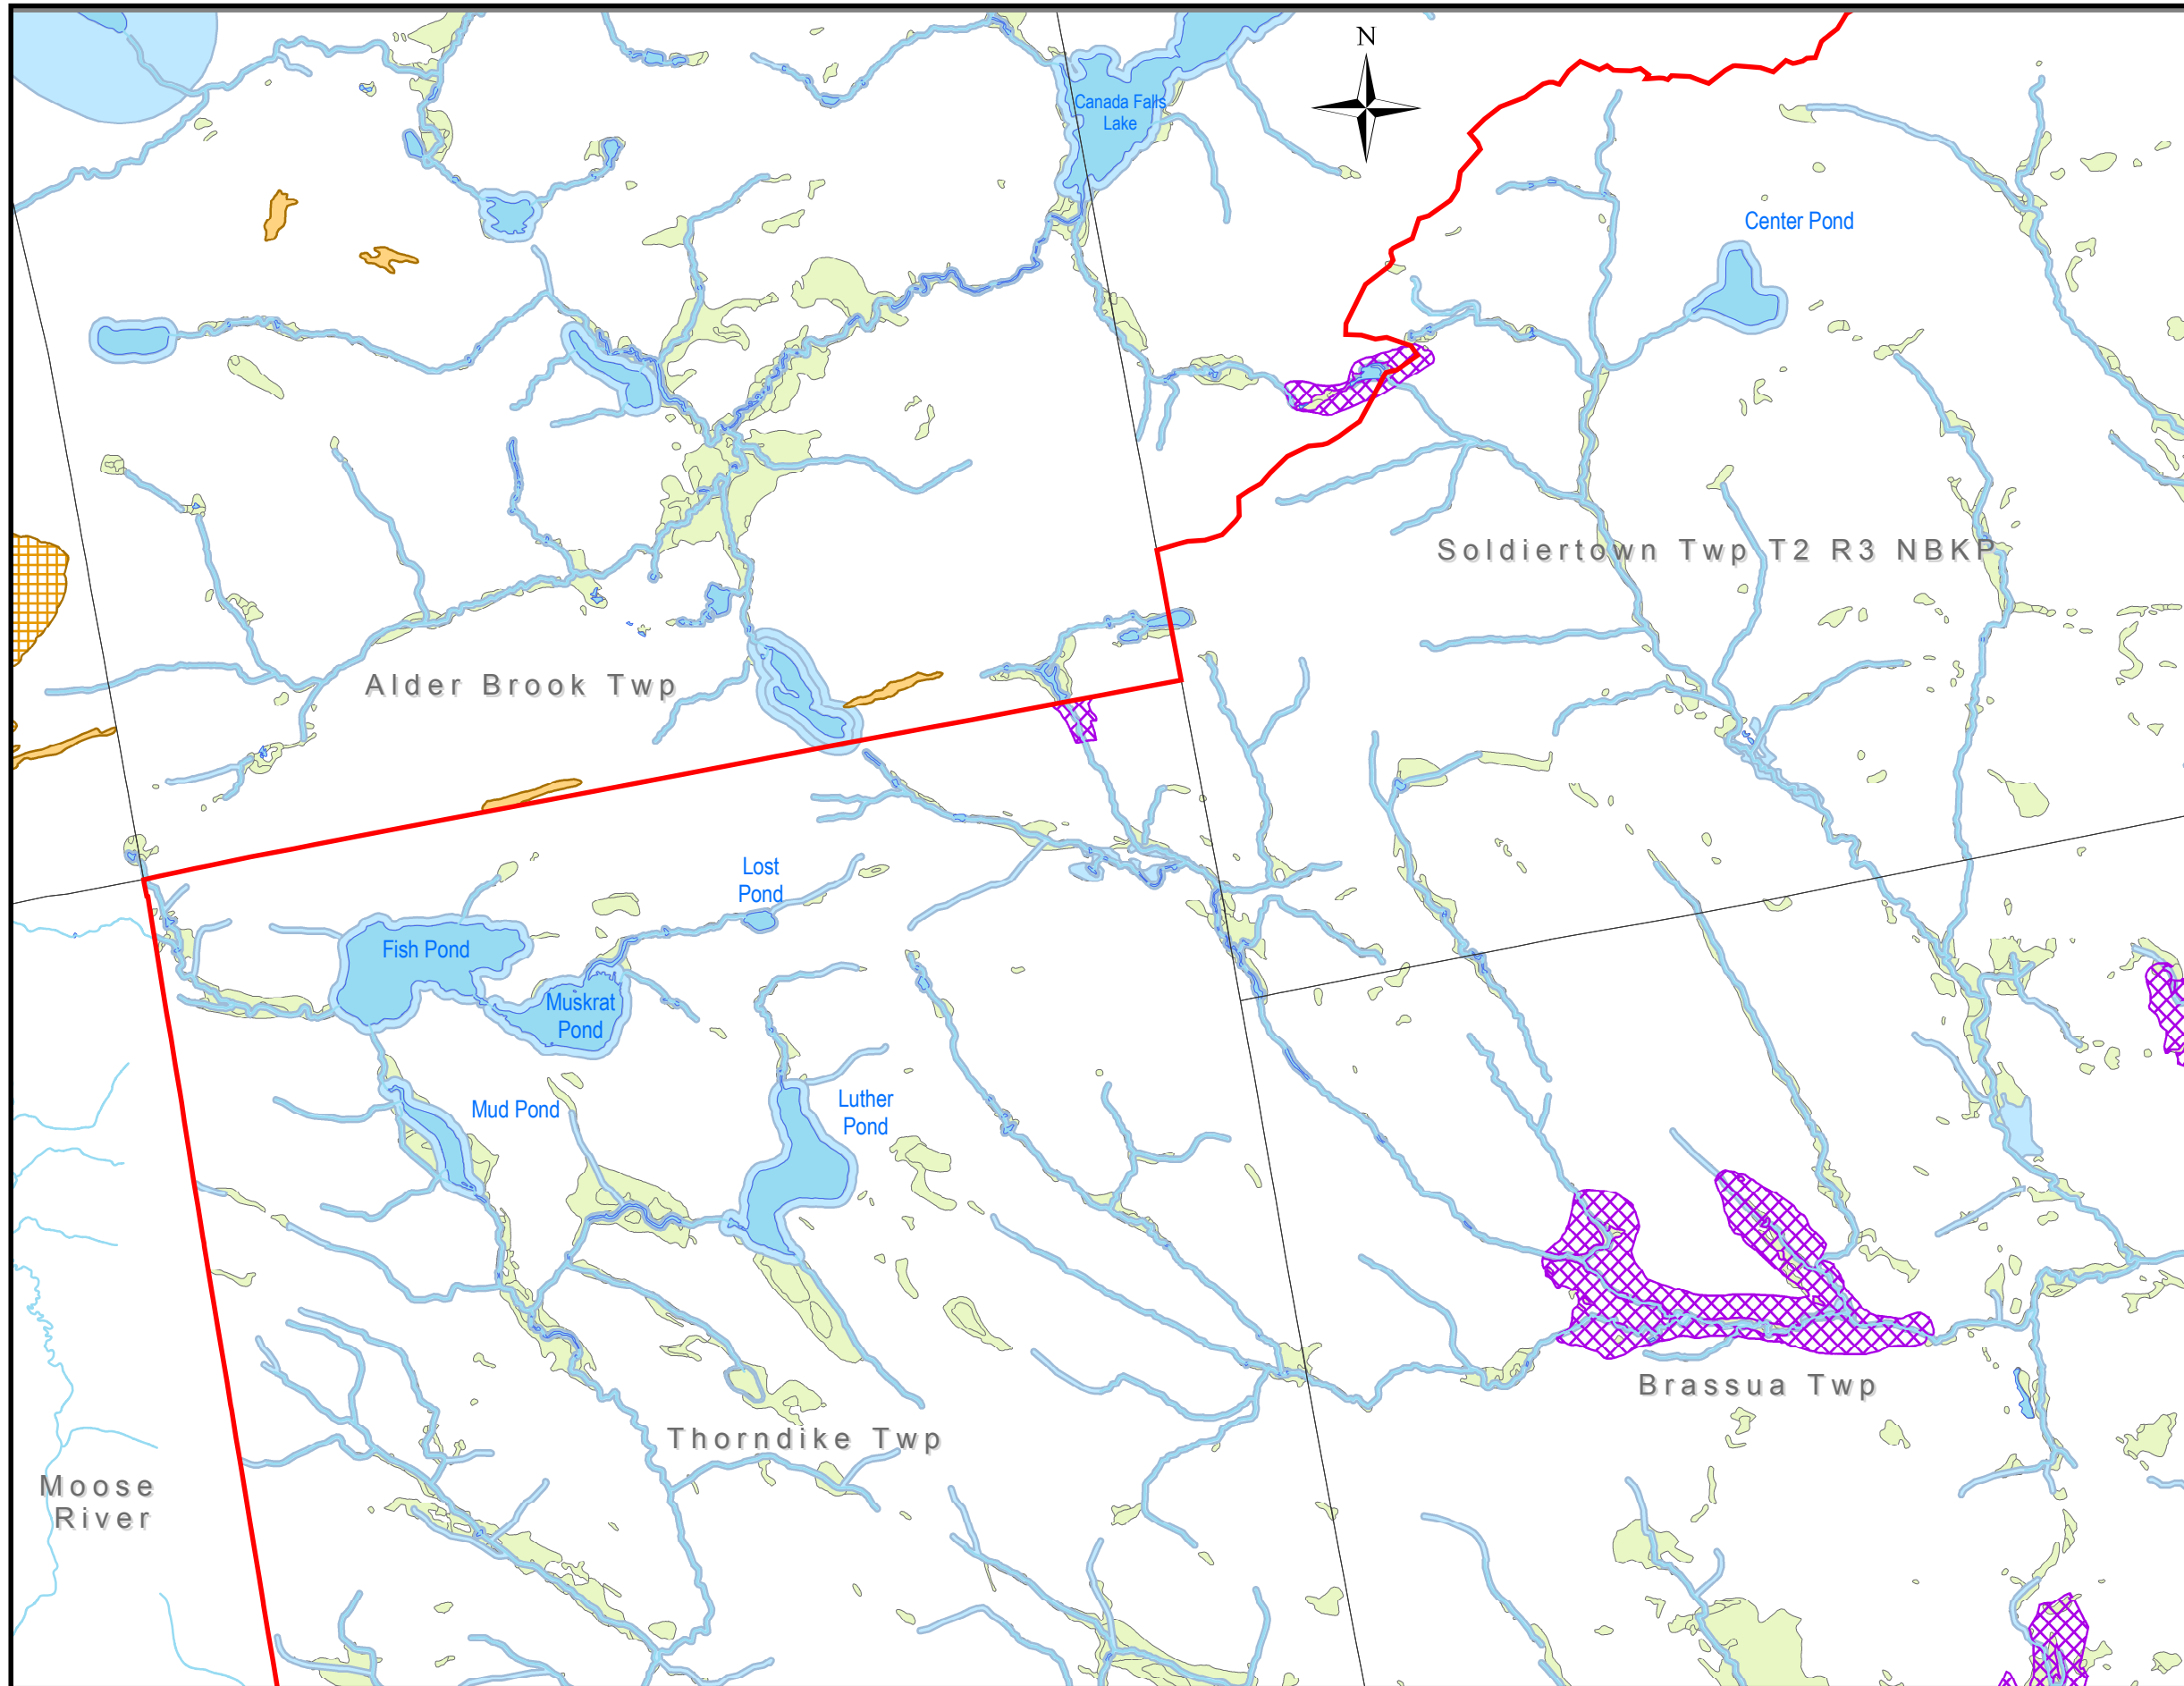 N
Canada Falls
Lake
Center Pond
Soldiertown Twp T2 R3 NBKP
Alder Brook Twp
Lost
Pond
Fish Pond
Muskrat
Pond
Mud Pond
Luther
Pond
Brassua Twp
Thorndike Twp
Moose
River